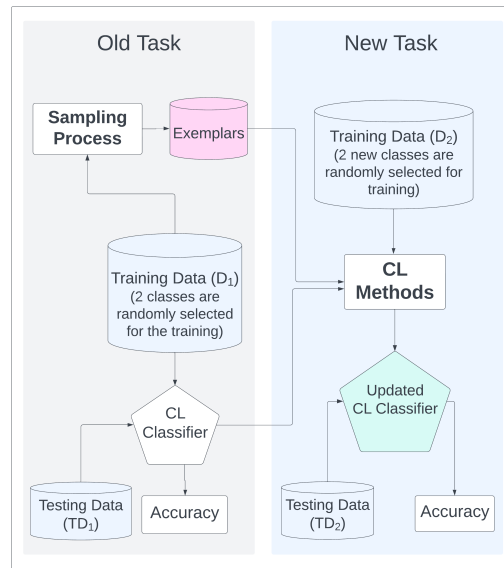 Old Task
Sampling
Process
Exemplars
Training Data (D₁)
(2 classes are
randomly selected
for the training)
CL
Classifier
Testing Data
(TD₁)
Accuracy
New Task
Training Data (D₂)
(2 new classes are
randomly selected for
training)
CL
Methods
Updated
CL Classifier
Testing Data
(TD₂)
Accuracy